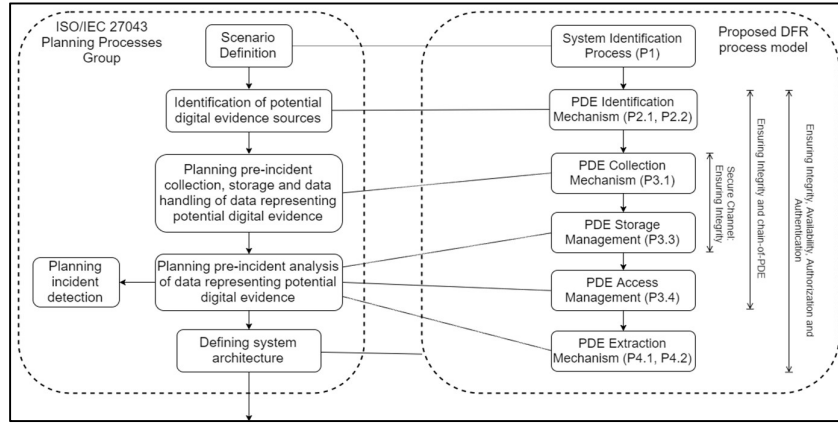 ISO/IEC 27043
Planning Processes
Group
Scenario
Definition
Identification of potential
digital evidence sources
Planning pre-incident
collection, storage and data
handling of data representing
potential digital evidence
Planning
incident
detection
Planning pre-incident analysis
of data representing potential
digital evidence
Defining system
architecture
System Identification
Process (P1)
Proposed DFR
process model
PDE Identification
Mechanism (P2.1, P2.2)
PDE Collection
Mechanism (P3.1)
PDE Storage
Management (P3.3)
PDE Access
Management (P3.4)
PDE Extraction
Mechanism (P4.1, P4.2)
Secure Channel:
Ensuring Integrity
Ensuring Integrity and chain-of-PDE
Ensuring Integrity, Availability, Authorization and
Authentication